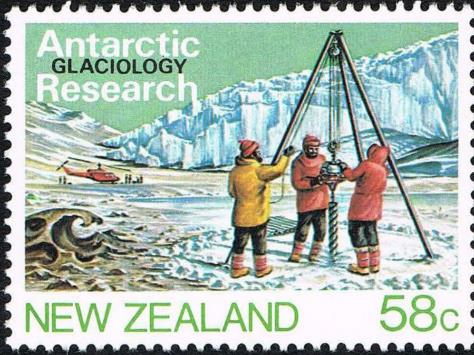 Antarctic
GLACIOLOGY
Research
NEW ZEALAND 58c